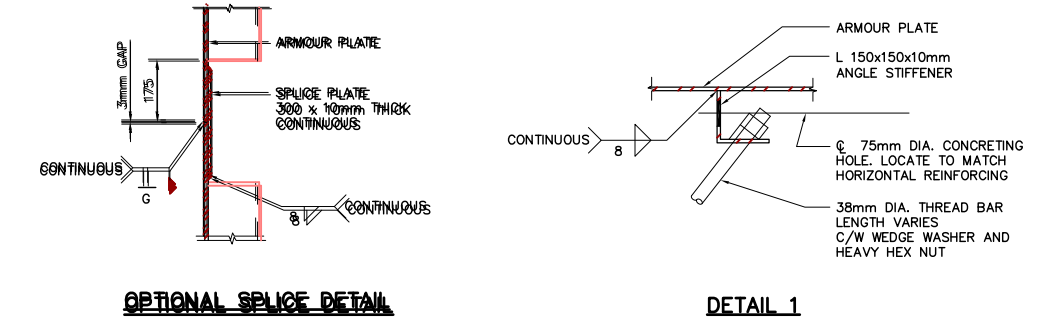 ARMOUR PLATE
3mm GAP
175
SPLICE PLATE
300 x 10mm THICK
CONTINUOUS
CONTINUOUS
G
8
CONTINUOUS
OPTIONAL SPLICE DETAIL
ARMOUR PLATE
L 150x150x10mm
ANGLE STIFFENER
CONTINUOUS
8
℄ 75mm DIA. CONCRETING
HOLE. LOCATE TO MATCH
HORIZONTAL REINFORCING
38mm DIA. THREAD BAR
LENGTH VARIES
C/W WEDGE WASHER AND
HEAVY HEX NUT
DETAIL 1